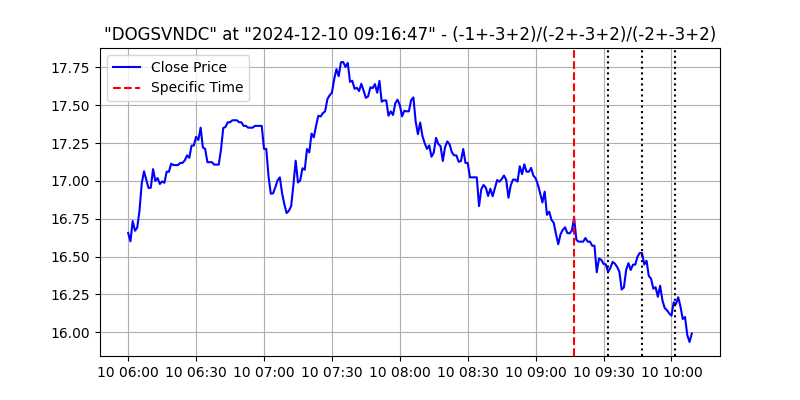 "DOGSVNDC" at "2024-12-10 09:16:47" - (-1+-3+2)/(-2+-3+2)/(-2+-3+2)
Close Price
Specific Time
17.75
17.50
17.25
17.00
16.75
16.50
16.25
16.00
10 06:00 10 06:30 10 07:00 10 07:30 10 08:00 10 08:30 10 09:00 10 09:30 10 10:00